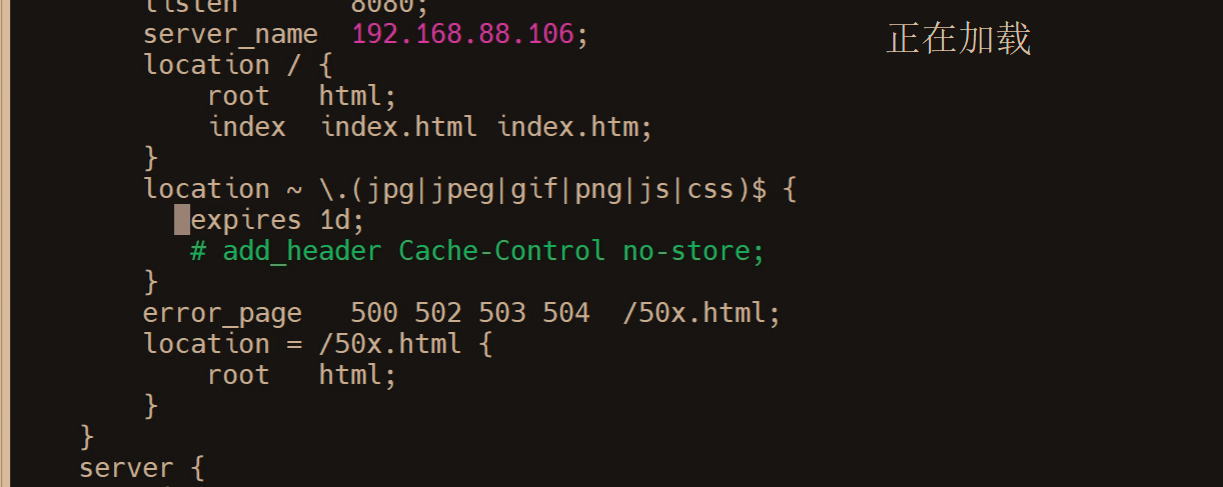 listen       8080;
server_name  192.168.88.106;
正在加载
location / {
    root   html;
    index  index.html index.htm;
}
location ~ \.(jpg|jpeg|gif|png|js|css)$ {
   expires 1d;
   # add_header Cache-Control no-store;
}
error_page   500 502 503 504  /50x.html;
location = /50x.html {
    root   html;
}
}
server {